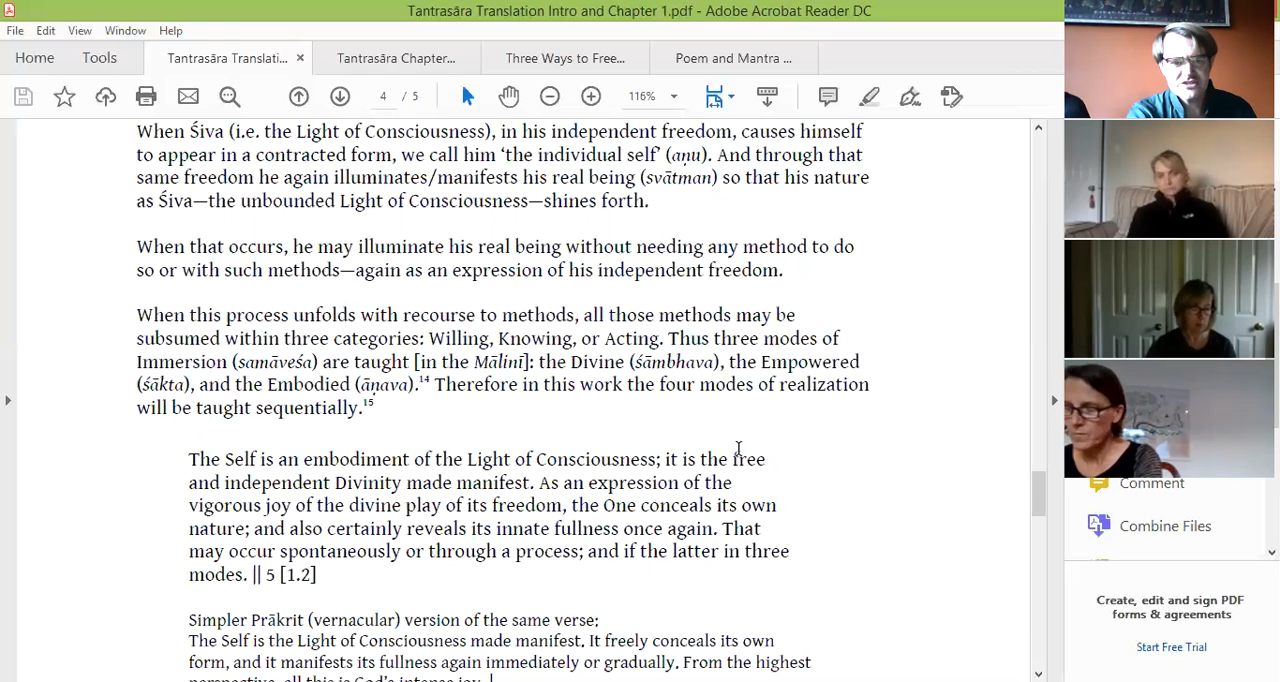 Tantrasāra Translation Intro and Chapter 1.pdf - Adobe Acrobat Reader DC
File Edit View Window Help
Home Tools Tantrasāra Translati... × Tantrasāra Chapter... Three Ways to Free... Poem and Mantra ...
4 / 5 116%
When Śiva (i.e. the Light of Consciousness), in his independent freedom, causes himself
to appear in a contracted form, we call him ‘the individual self’ (aṇu). And through that
same freedom he again illuminates/manifests his real being (svātman) so that his nature
as Śiva—the unbounded Light of Consciousness—shines forth.
When that occurs, he may illuminate his real being without needing any method to do
so or with such methods—again as an expression of his independent freedom.
When this process unfolds with recourse to methods, all those methods may be
subsumed within three categories: Willing, Knowing, or Acting. Thus three modes of
Immersion (samāveśa) are taught [in the Mālinī]: the Divine (śāmbhava), the Empowered
(śākta), and the Embodied (āṇava).14 Therefore in this work the four modes of realization
will be taught sequentially.15
The Self is an embodiment of the Light of Consciousness; it is the free
and independent Divinity made manifest. As an expression of the
vigorous joy of the divine play of its freedom, the One conceals its own
nature; and also certainly reveals its innate fullness once again. That
may occur spontaneously or through a process; and if the latter in three
modes. || 5 [1.2]
Simpler Prākrit (vernacular) version of the same verse:
The Self is the Light of Consciousness made manifest. It freely conceals its own
form, and it manifests its fullness again immediately or gradually. From the highest
perspective, all this is God's intense joy. |
Comment
Combine Files
Create, edit and sign PDF
forms & agreements
Start Free Trial